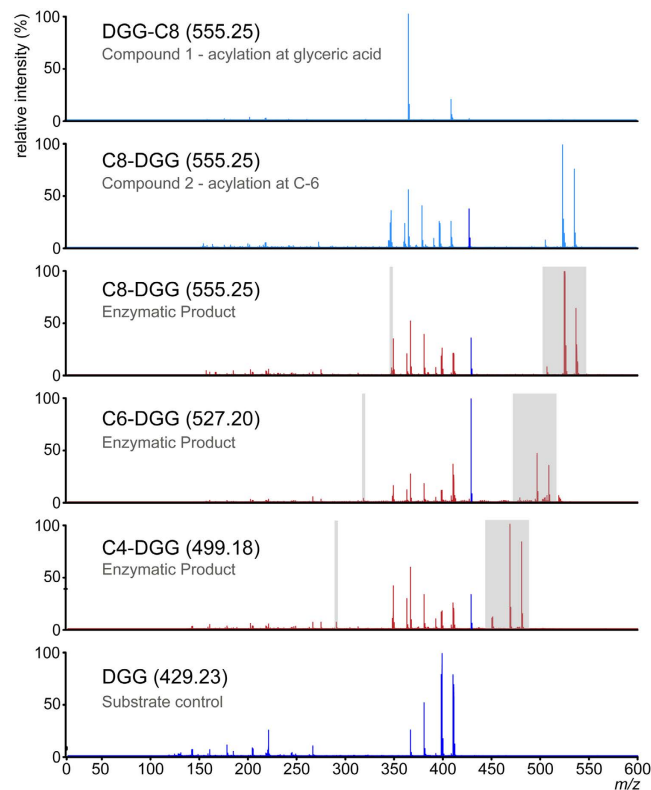 relative intensity (%)
100
50
0
DGG-C8 (555.25)
Compound 1 - acylation at glyceric acid
100
50
0
C8-DGG (555.25)
Compound 2 - acylation at C-6
100
50
0
C8-DGG (555.25)
Enzymatic Product
100
50
0
C6-DGG (527.20)
Enzymatic Product
100
50
0
C4-DGG (499.18)
Enzymatic Product
100
50
0
DGG (429.23)
Substrate control
0 50 100 150 200 250 300 350 400 450 500 550 600
m/z